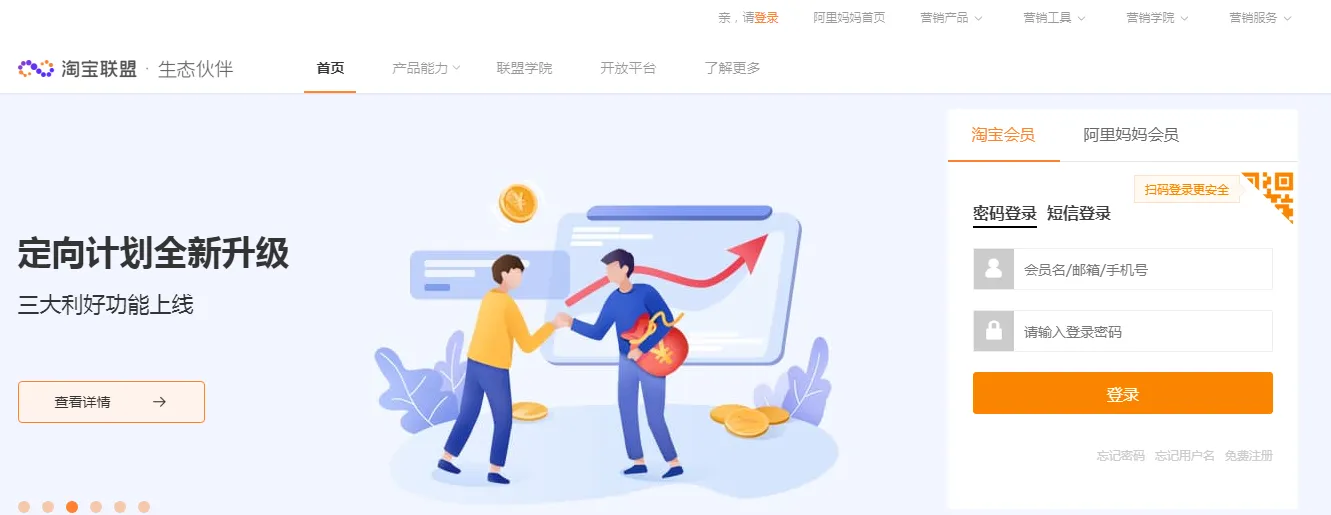 亲，请登录 阿里妈妈首页 营销产品 营销工具 营销学院 营销服务
淘宝联盟 · 生态伙伴 首页 产品能力 联盟学院 开放平台 了解更多
淘宝会员 阿里妈妈会员
扫码登录更安全
密码登录 短信登录
定向计划全新升级
会员名/邮箱/手机号
三大利好功能上线
请输入登录密码
登录
查看详情 →
忘记密码 忘记用户名 免费注册